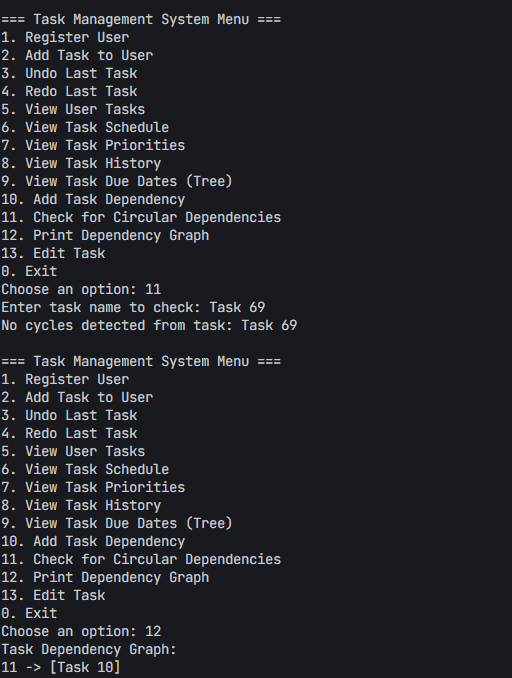 === Task Management System Menu ===
1. Register User
2. Add Task to User
3. Undo Last Task
4. Redo Last Task
5. View User Tasks
6. View Task Schedule
7. View Task Priorities
8. View Task History
9. View Task Due Dates (Tree)
10. Add Task Dependency
11. Check for Circular Dependencies
12. Print Dependency Graph
13. Edit Task
0. Exit
Choose an option: 11
Enter task name to check: Task 69
No cycles detected from task: Task 69
=== Task Management System Menu ===
1. Register User
2. Add Task to User
3. Undo Last Task
4. Redo Last Task
5. View User Tasks
6. View Task Schedule
7. View Task Priorities
8. View Task History
9. View Task Due Dates (Tree)
10. Add Task Dependency
11. Check for Circular Dependencies
12. Print Dependency Graph
13. Edit Task
0. Exit
Choose an option: 12
Task Dependency Graph:
11 -> [Task 10]